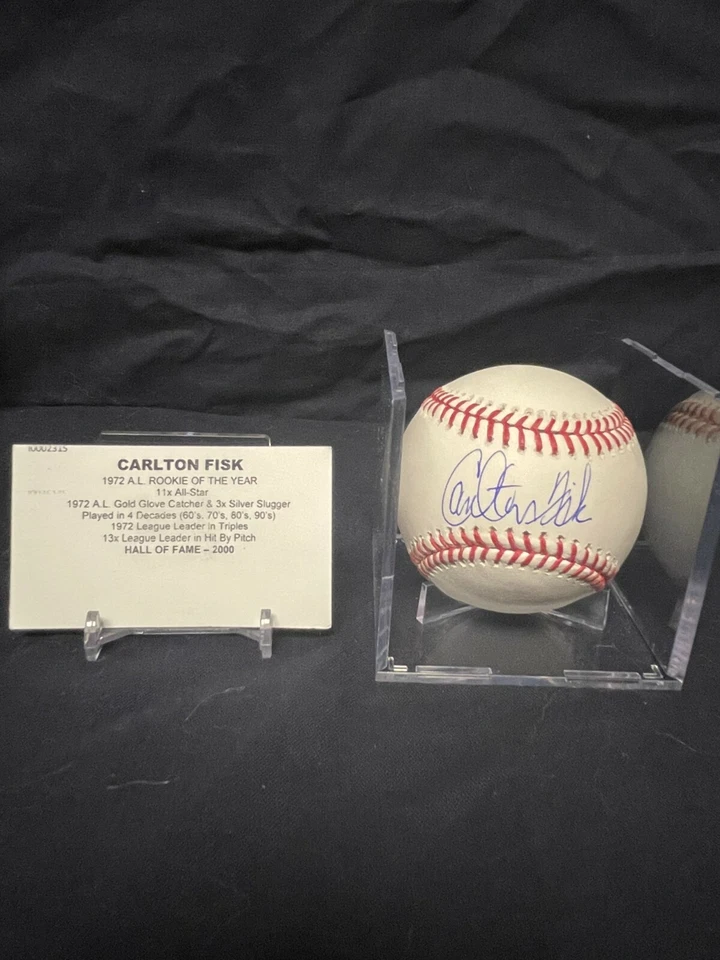 CARLTON FISK
1972 A.L. ROOKIE OF THE YEAR
11x All-Star
1972 A.L. Gold Glove Catcher & 3x Silver Slugger
Played in 4 Decades (60's, 70's, 80's, 90's)
1972 League Leader in Triples
13x League Leader in Hit By Pitch
HALL OF FAME – 2000
Carlton Fisk